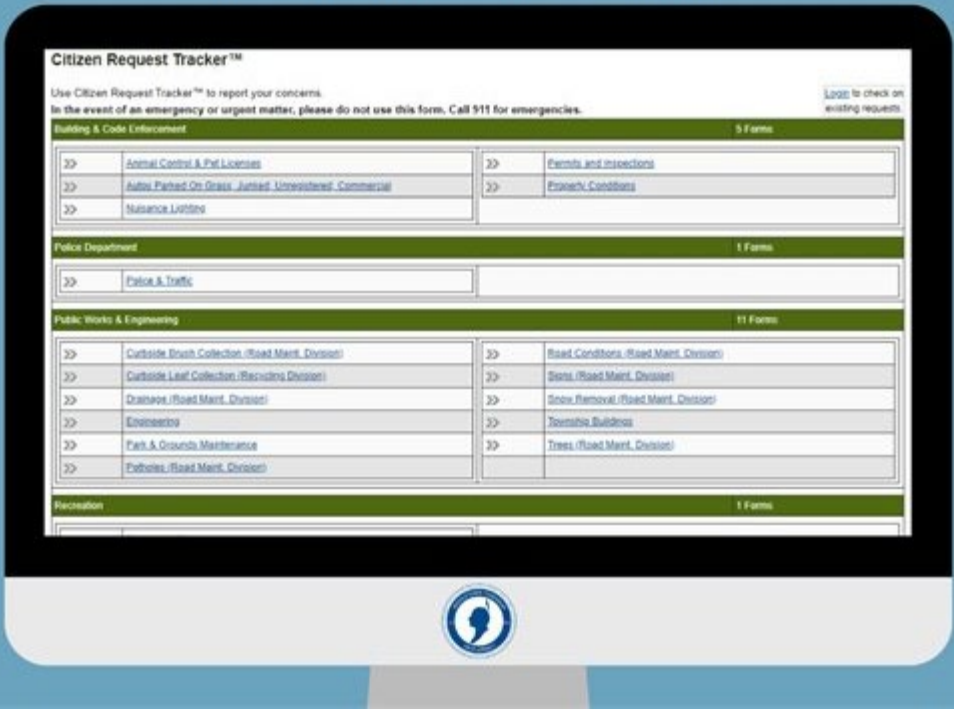 Citizen Request Tracker™
Use Citizen Request Tracker™ to report your concerns.
In the event of an emergency or urgent matter, please do not use this form. Call 911 for emergencies.
Login to check on
existing requests.
Building & Code Enforcement 5 Forms
>> Animal Control & Pet Licenses >> Permits and Inspections
>> Autos Parked On Grass, Junked, Unregistered, Commercial >> Property Conditions
>> Nuisance Lighting
Police Department 1 Forms
>> Police & Traffic
Public Works & Engineering 11 Forms
>> Curbside Brush Collection (Road Maint. Division) >> Road Conditions (Road Maint. Division)
>> Curbside Leaf Collection (Recycling Division) >> Signs (Road Maint. Division)
>> Drainage (Road Maint. Division) >> Snow Removal (Road Maint. Division)
>> Engineering >> Township Buildings
>> Park & Grounds Maintenance >> Trees (Road Maint. Division)
>> Potholes (Road Maint. Division)
Recreation 1 Forms